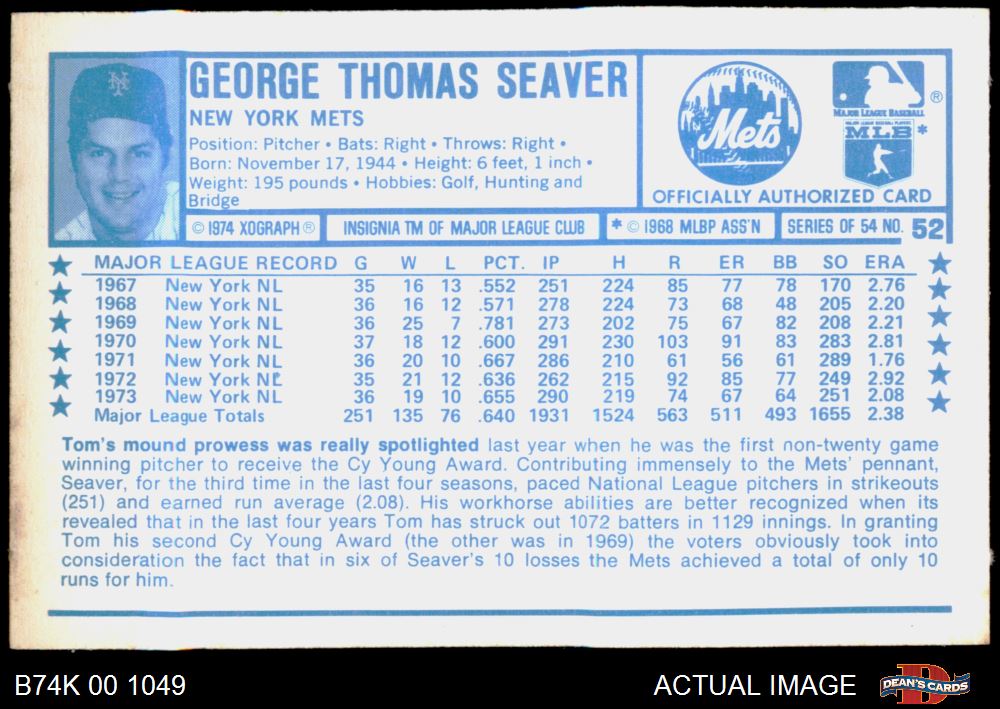 GEORGE THOMAS SEAVER
NEW YORK METS
Position: Pitcher • Bats: Right • Throws: Right •
Born: November 17, 1944 • Height: 6 feet, 1 inch •
Weight: 195 pounds • Hobbies: Golf, Hunting and
Bridge
NY
Mets
MAJOR LEAGUE BASEBALL
®
MAJOR LEAGUE BASEBALL PLAYERS
MLB *
OFFICIALLY AUTHORIZED CARD
© 1974 XOGRAPH® INSIGNIA TM OF MAJOR LEAGUE CLUB * © 1968 MLBP ASS'N SERIES OF 54 NO. 52
MAJOR LEAGUE RECORD G W L PCT. IP H R ER BB SO ERA
1967 New York NL 35 16 13 .552 251 224 85 77 78 170 2.76
1968 New York NL 36 16 12 .571 278 224 73 68 48 205 2.20
1969 New York NL 36 25 7 .781 273 202 75 67 82 208 2.21
1970 New York NL 37 18 12 .600 291 230 103 91 83 283 2.81
1971 New York NL 36 20 10 .667 286 210 61 56 61 289 1.76
1972 New York NL 35 21 12 .636 262 215 92 85 77 249 2.92
1973 New York NL 36 19 10 .655 290 219 74 67 64 251 2.08
Major League Totals 251 135 76 .640 1931 1524 563 511 493 1655 2.38
Tom's mound prowess was really spotlighted last year when he was the first non-twenty game
winning pitcher to receive the Cy Young Award. Contributing immensely to the Mets' pennant,
Seaver, for the third time in the last four seasons, paced National League pitchers in strikeouts
(251) and earned run average (2.08). His workhorse abilities are better recognized when its
revealed that in the last four years Tom has struck out 1072 batters in 1129 innings. In granting
Tom his second Cy Young Award (the other was in 1969) the voters obviously took into
consideration the fact that in six of Seaver's 10 losses the Mets achieved a total of only 10
runs for him.
B74K 00 1049
ACTUAL IMAGE
DEAN'S CARDS